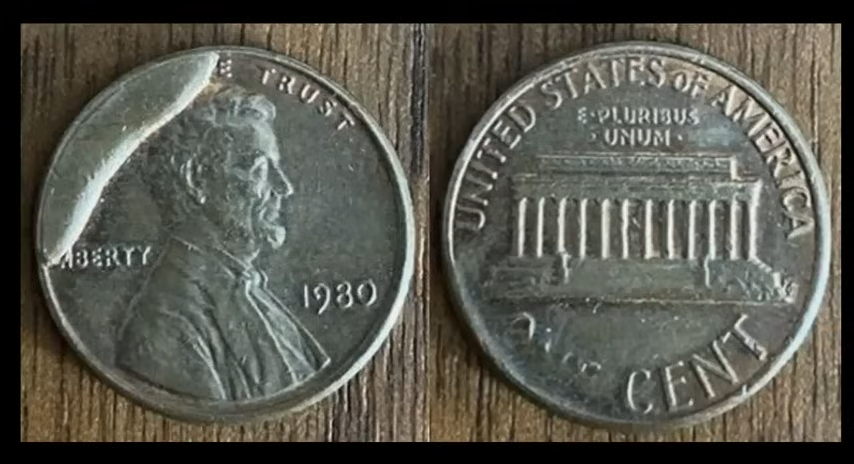 E TRUST
IBERTY
1980
UNITED STATES OF AMERICA
E·PLURIBUS
·UNUM·
CENT